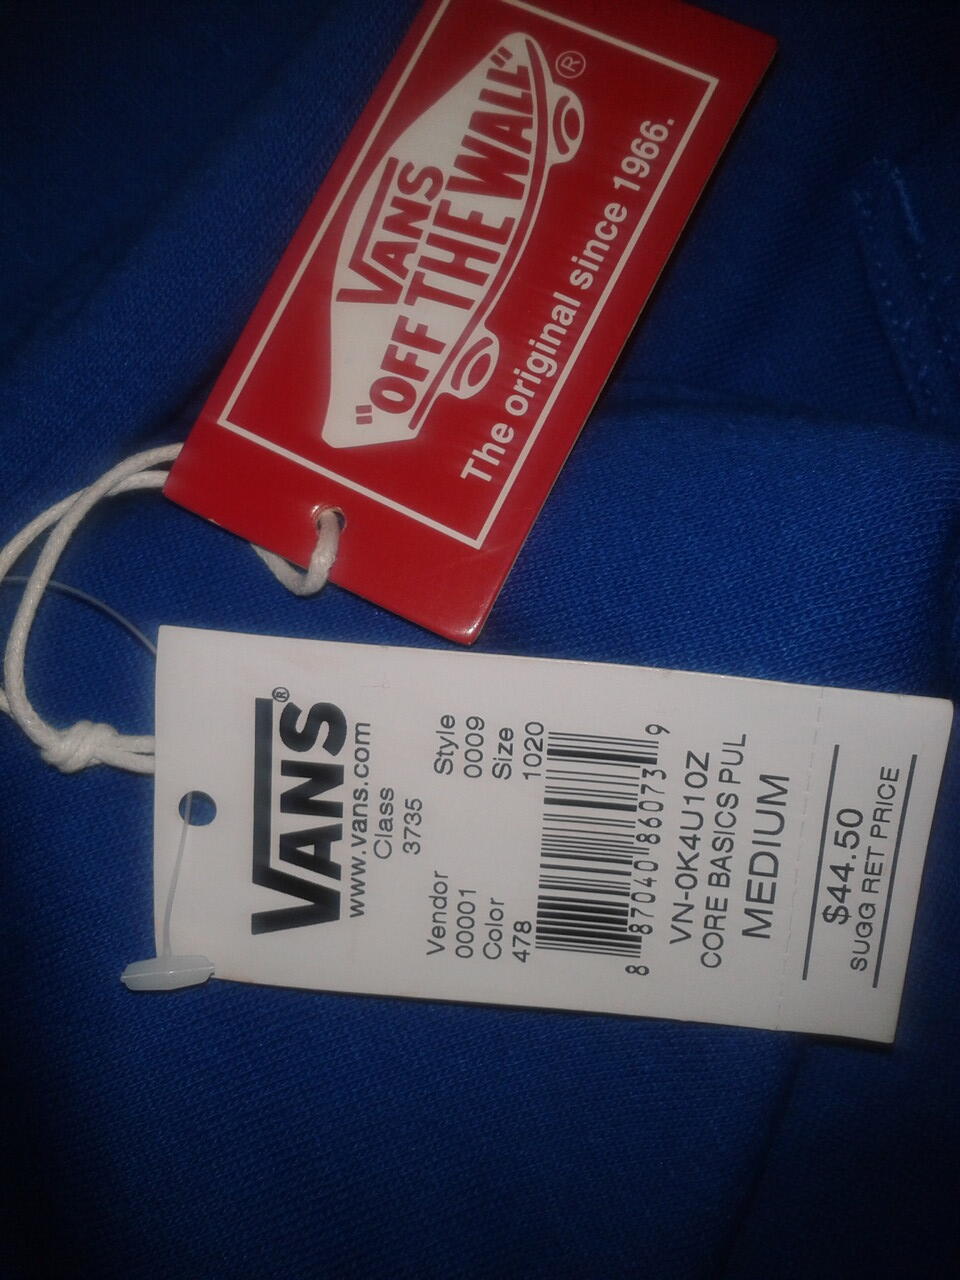 VANS
"OFF THE WALL"
®
The original since 1966.
VANS®
www.vans.com
Class
3735
Vendor Style
00001 0009
Color Size
478 1020
8 87040 86073 9
VN-0K4U10Z
CORE BASICS PUL
MEDIUM
$44.50
SUGG RET PRICE